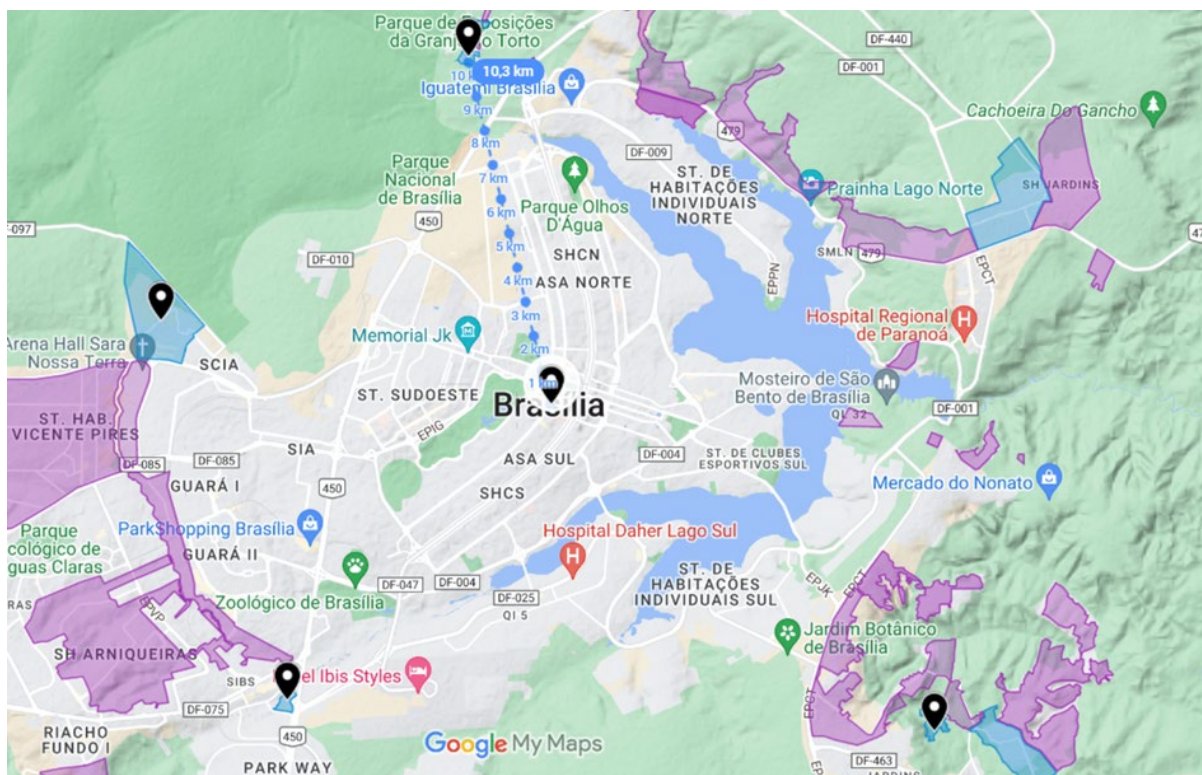 Parque de Exposições
da Granja do Torto
DF-440
DF-001
10 km
10,3 km
Iguatemi Brasília
9 km
Cachoeira Do Gancho
8 km
479
DF-009
7 km
Parque
Nacional
de Brasília
ST. DE
HABITAÇÕES
INDIVIDUAIS
NORTE
Prainha Lago Norte
SH JARDINS
6 km
Parque Olhos
D'Água
450
5 km
SHCN
SMLN
479
DF-010
4 km
ASA NORTE
EPPN
EPCT
3 km
Hospital Regional
de Paranoá
Memorial Jk
2 km
Arena Hall Sara
Nossa Terra
SCIA
1 km
Mosteiro de São
Bento de Brasília
QL 32
DF-001
ST. SUDOESTE
Brasília
ST. HAB.
VICENTE PIRES
EPIG
SIA
ASA SUL
DF-004
ST. DE CLUBES
ESPORTIVOS SUL
DF-085
DF-085
GUARÁ I
450
SHCS
Mercado do Nonato
ParkShopping Brasília
Hospital Daher Lago Sul
GUARÁ II
ST. DE
HABITAÇÕES
INDIVIDUAIS SUL
DF-047
DF-004
DF-025
QI 5
Zoológico de Brasília
EPJK
EPCT
EPVP
Jardim Botânico
de Brasília
SH ARNIQUEIRAS
SIBS
Ibis Styles
EPCT
DF-075
RIACHO
FUNDO I
450
PARK WAY
Google My Maps
DF-463